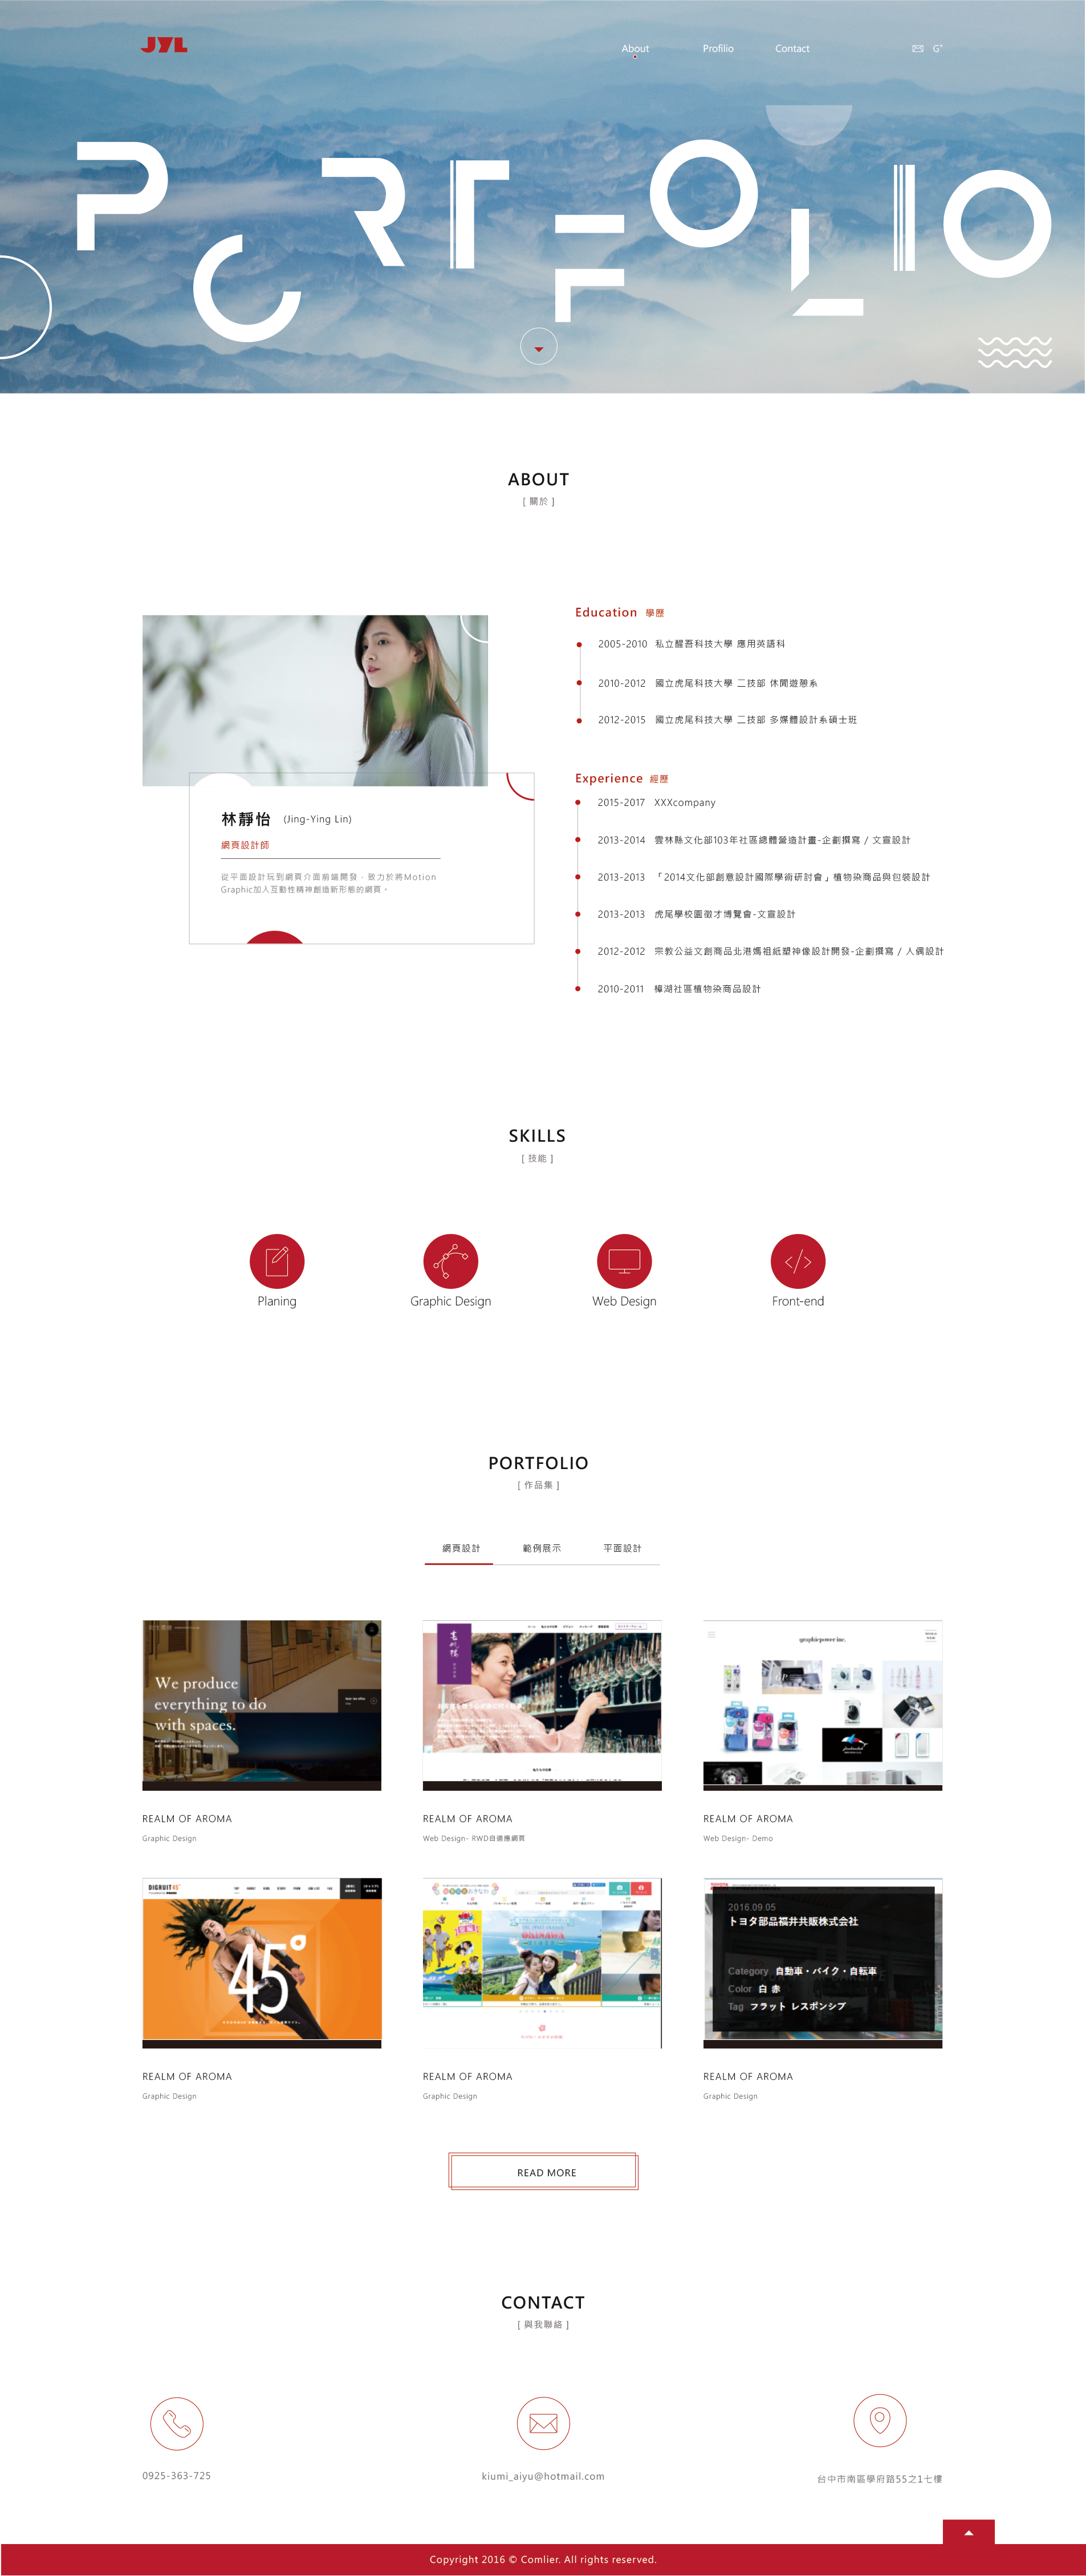 JYL
About
Profilio
Contact
G+
PORTFOLIO
ABOUT
[ 關於 ]
Education 學歷
2005-2010 私立醒吾科技大學 應用英語科
2010-2012 國立虎尾科技大學 二技部 休閒遊憩系
2012-2015 國立虎尾科技大學 二技部 多媒體設計系碩士班
林靜怡 (Jing-Ying Lin)
網頁設計師
從平面設計玩到網頁介面前端開發，致力於將Motion
Graphic加入互動性精神創造新形態的網頁。
Experience 經歷
2015-2017 XXXcompany
2013-2014 雲林縣文化部103年社區總體營造計畫-企劃撰寫 / 文宣設計
2013-2013 「2014文化部創意設計國際學術研討會」植物染商品與包裝設計
2013-2013 虎尾學校園徵才博覽會-文宣設計
2012-2012 宗教公益文創商品北港媽祖紙塑神像設計開發-企劃撰寫 / 人偶設計
2010-2011 樟湖社區植物染商品設計
SKILLS
[ 技能 ]
Planing
Graphic Design
Web Design
Front-end
PORTFOLIO
[ 作品集 ]
網頁設計
範例展示
平面設計
We produce
everything to do
with spaces.
graphicpower inc.
REALM OF AROMA
Graphic Design
REALM OF AROMA
Web Design- RWD自適應網頁
REALM OF AROMA
Web Design- Demo
DIGRUIT45°
45°
OKINAWA
2016.09.05
トヨタ部品福井共販株式会社
Category 自動車・バイク・自転車
Color 白 赤
Tag フラット レスポンシブ
REALM OF AROMA
Graphic Design
REALM OF AROMA
Graphic Design
REALM OF AROMA
Graphic Design
READ MORE
CONTACT
[ 與我聯絡 ]
0925-363-725
kiumi_aiyu@hotmail.com
台中市南區學府路55之1七樓
Copyright 2016 © Comlier. All rights reserved.